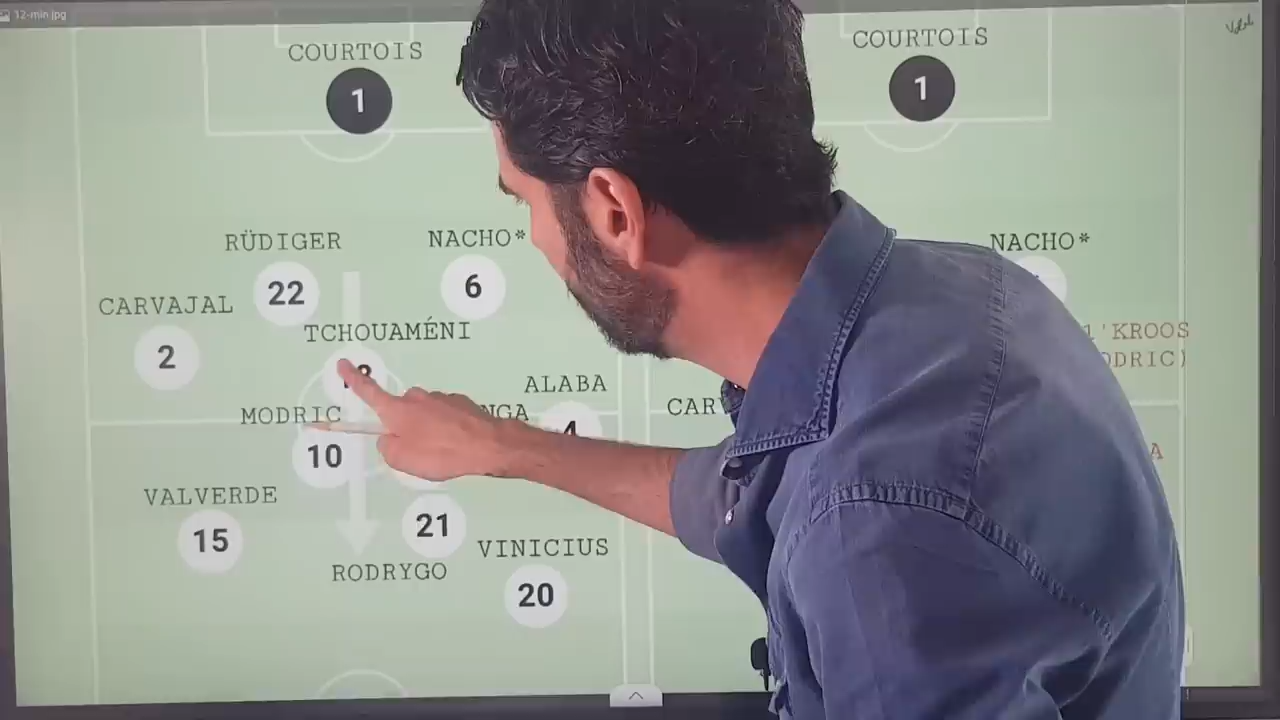 12-min.jpg
COURTOIS
1
COURTOIS
1
RÜDIGER
22
NACHO*
6
NACHO*
CARVAJAL
2
TCHOUAMÉNI
ALABA
4
MODRIC
10
VALVERDE
15
21
RODRYGO
VINICIUS
20